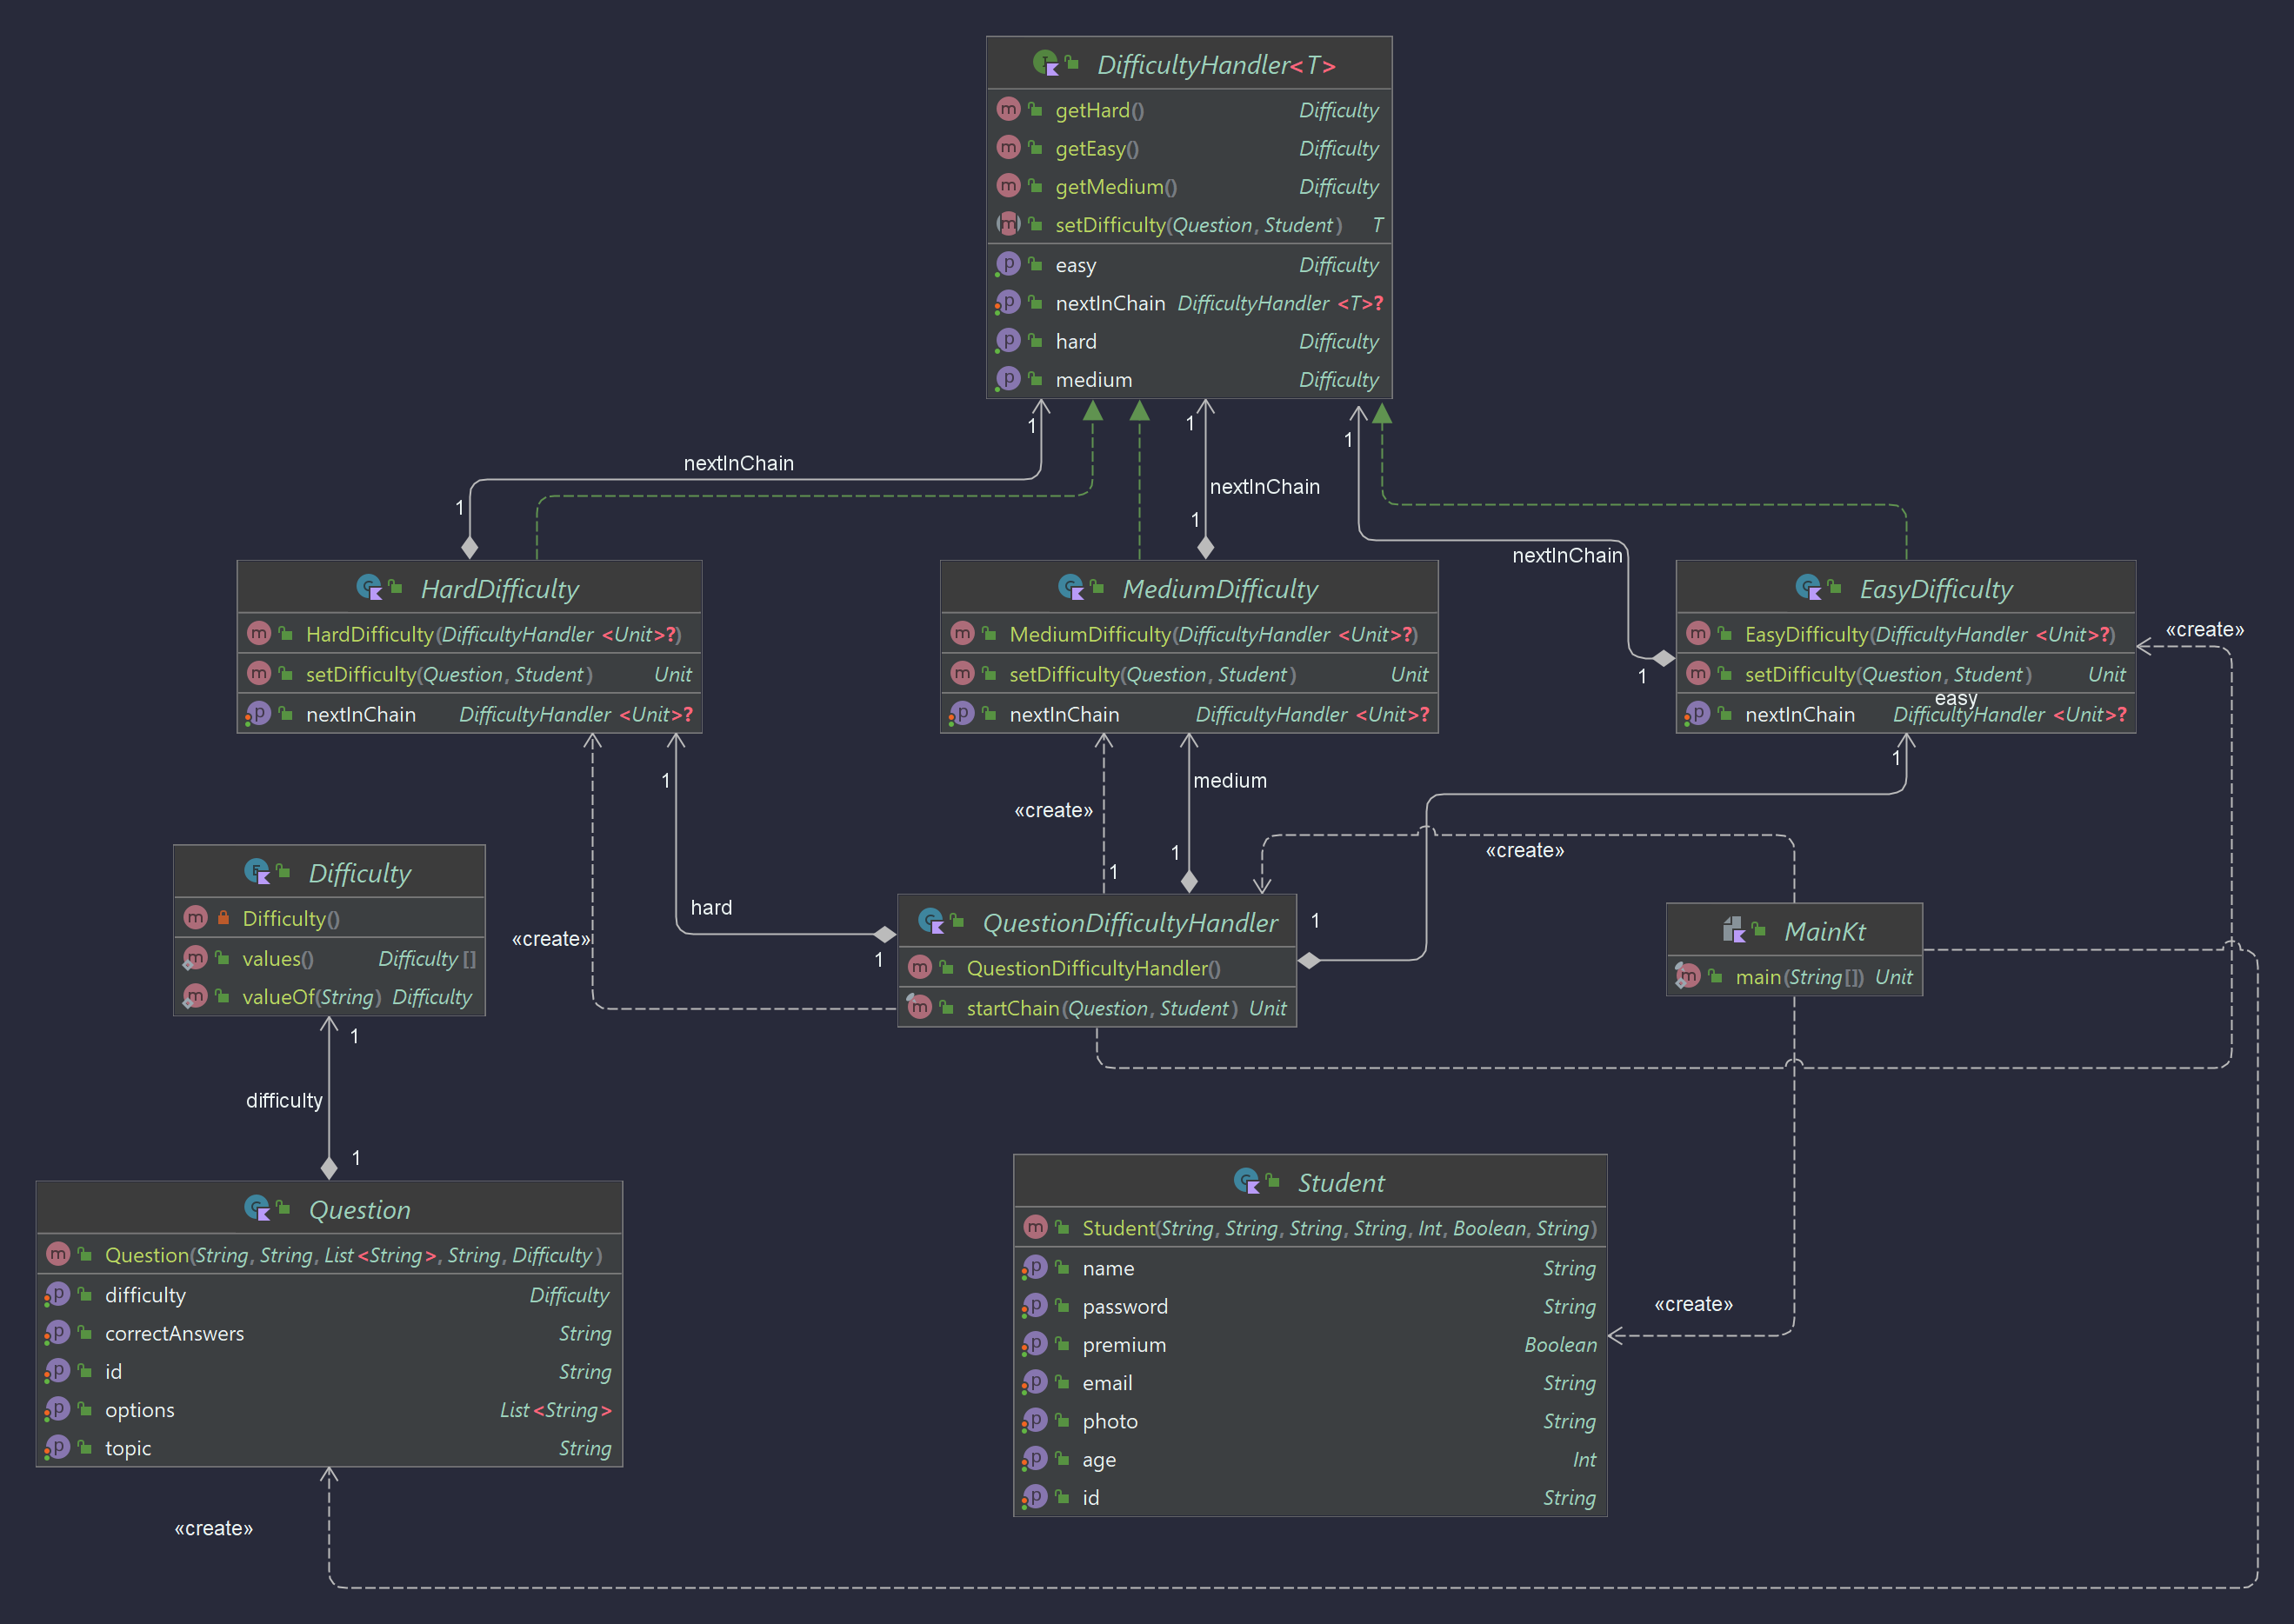 DifficultyHandler<T>
getHard() Difficulty
getEasy() Difficulty
getMedium() Difficulty
setDifficulty(Question, Student) T
easy Difficulty
nextInChain DifficultyHandler <T>?
hard Difficulty
medium Difficulty
1
1
1
nextInChain
nextInChain
nextInChain
1
1
1
HardDifficulty
HardDifficulty(DifficultyHandler <Unit>?)
setDifficulty(Question, Student) Unit
nextInChain DifficultyHandler <Unit>?
MediumDifficulty
MediumDifficulty(DifficultyHandler <Unit>?)
setDifficulty(Question, Student) Unit
nextInChain DifficultyHandler <Unit>?
EasyDifficulty
EasyDifficulty(DifficultyHandler <Unit>?)
setDifficulty(Question, Student) Unit
easy
nextInChain DifficultyHandler <Unit>?
«create»
1
medium
1
«create»
1
1
«create»
hard
«create»
1
1
Difficulty
Difficulty()
values() Difficulty[]
valueOf(String) Difficulty
QuestionDifficultyHandler
QuestionDifficultyHandler()
startChain(Question, Student) Unit
MainKt
main(String[]) Unit
1
difficulty
1
Question
Question(String, String, List<String>, String, Difficulty)
difficulty Difficulty
correctAnswers String
id String
options List<String>
topic String
Student
Student(String, String, String, String, Int, Boolean, String)
name String
password String
premium Boolean
email String
photo String
age Int
id String
«create»
«create»